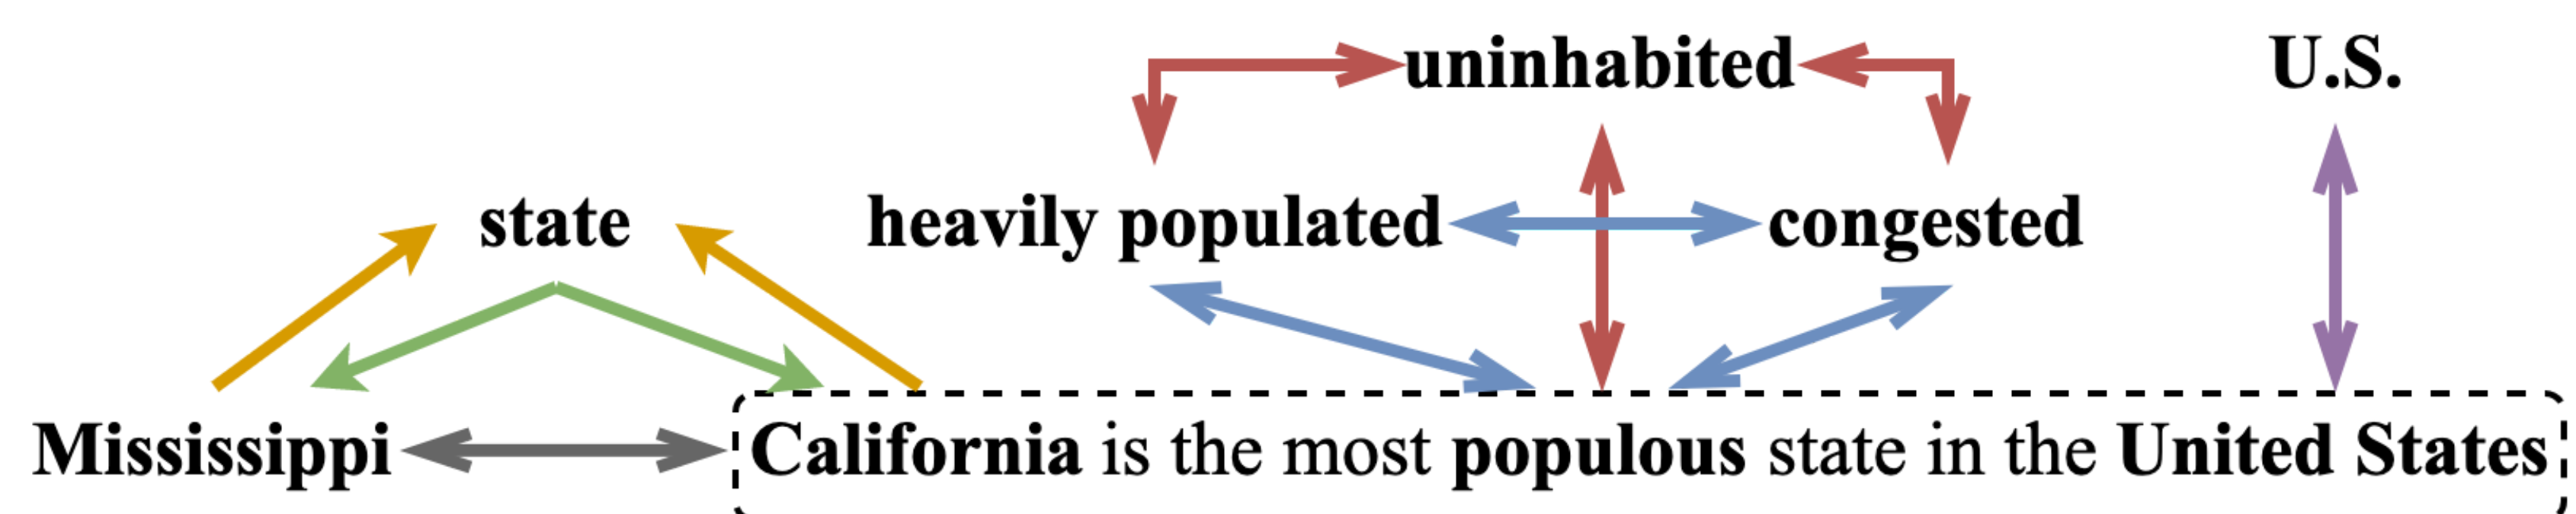 uninhabited U.S.
state heavily populated congested
Mississippi California is the most populous state in the United States